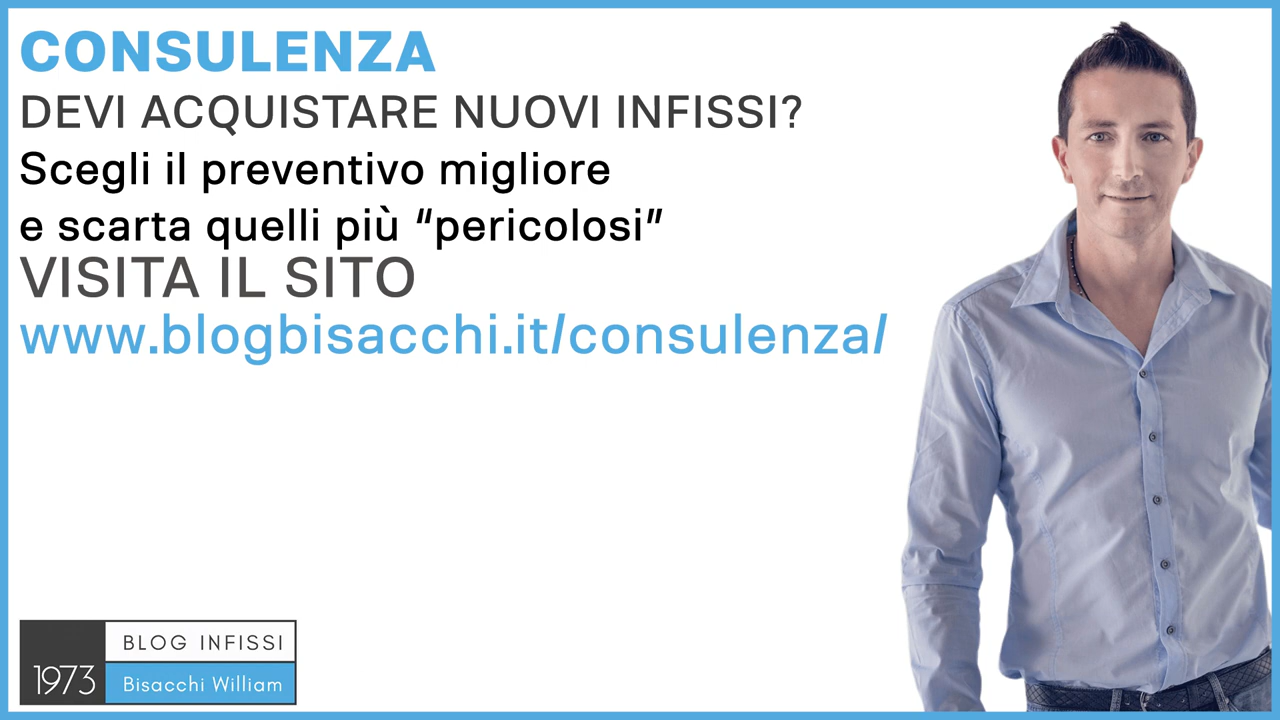 CONSULENZA
DEVI ACQUISTARE NUOVI INFISSI?
Scegli il preventivo migliore
e scarta quelli più “pericolosi”
VISITA IL SITO
www.blogbisacchi.it/consulenza/
BLOG INFISSI
1973
Bisacchi William